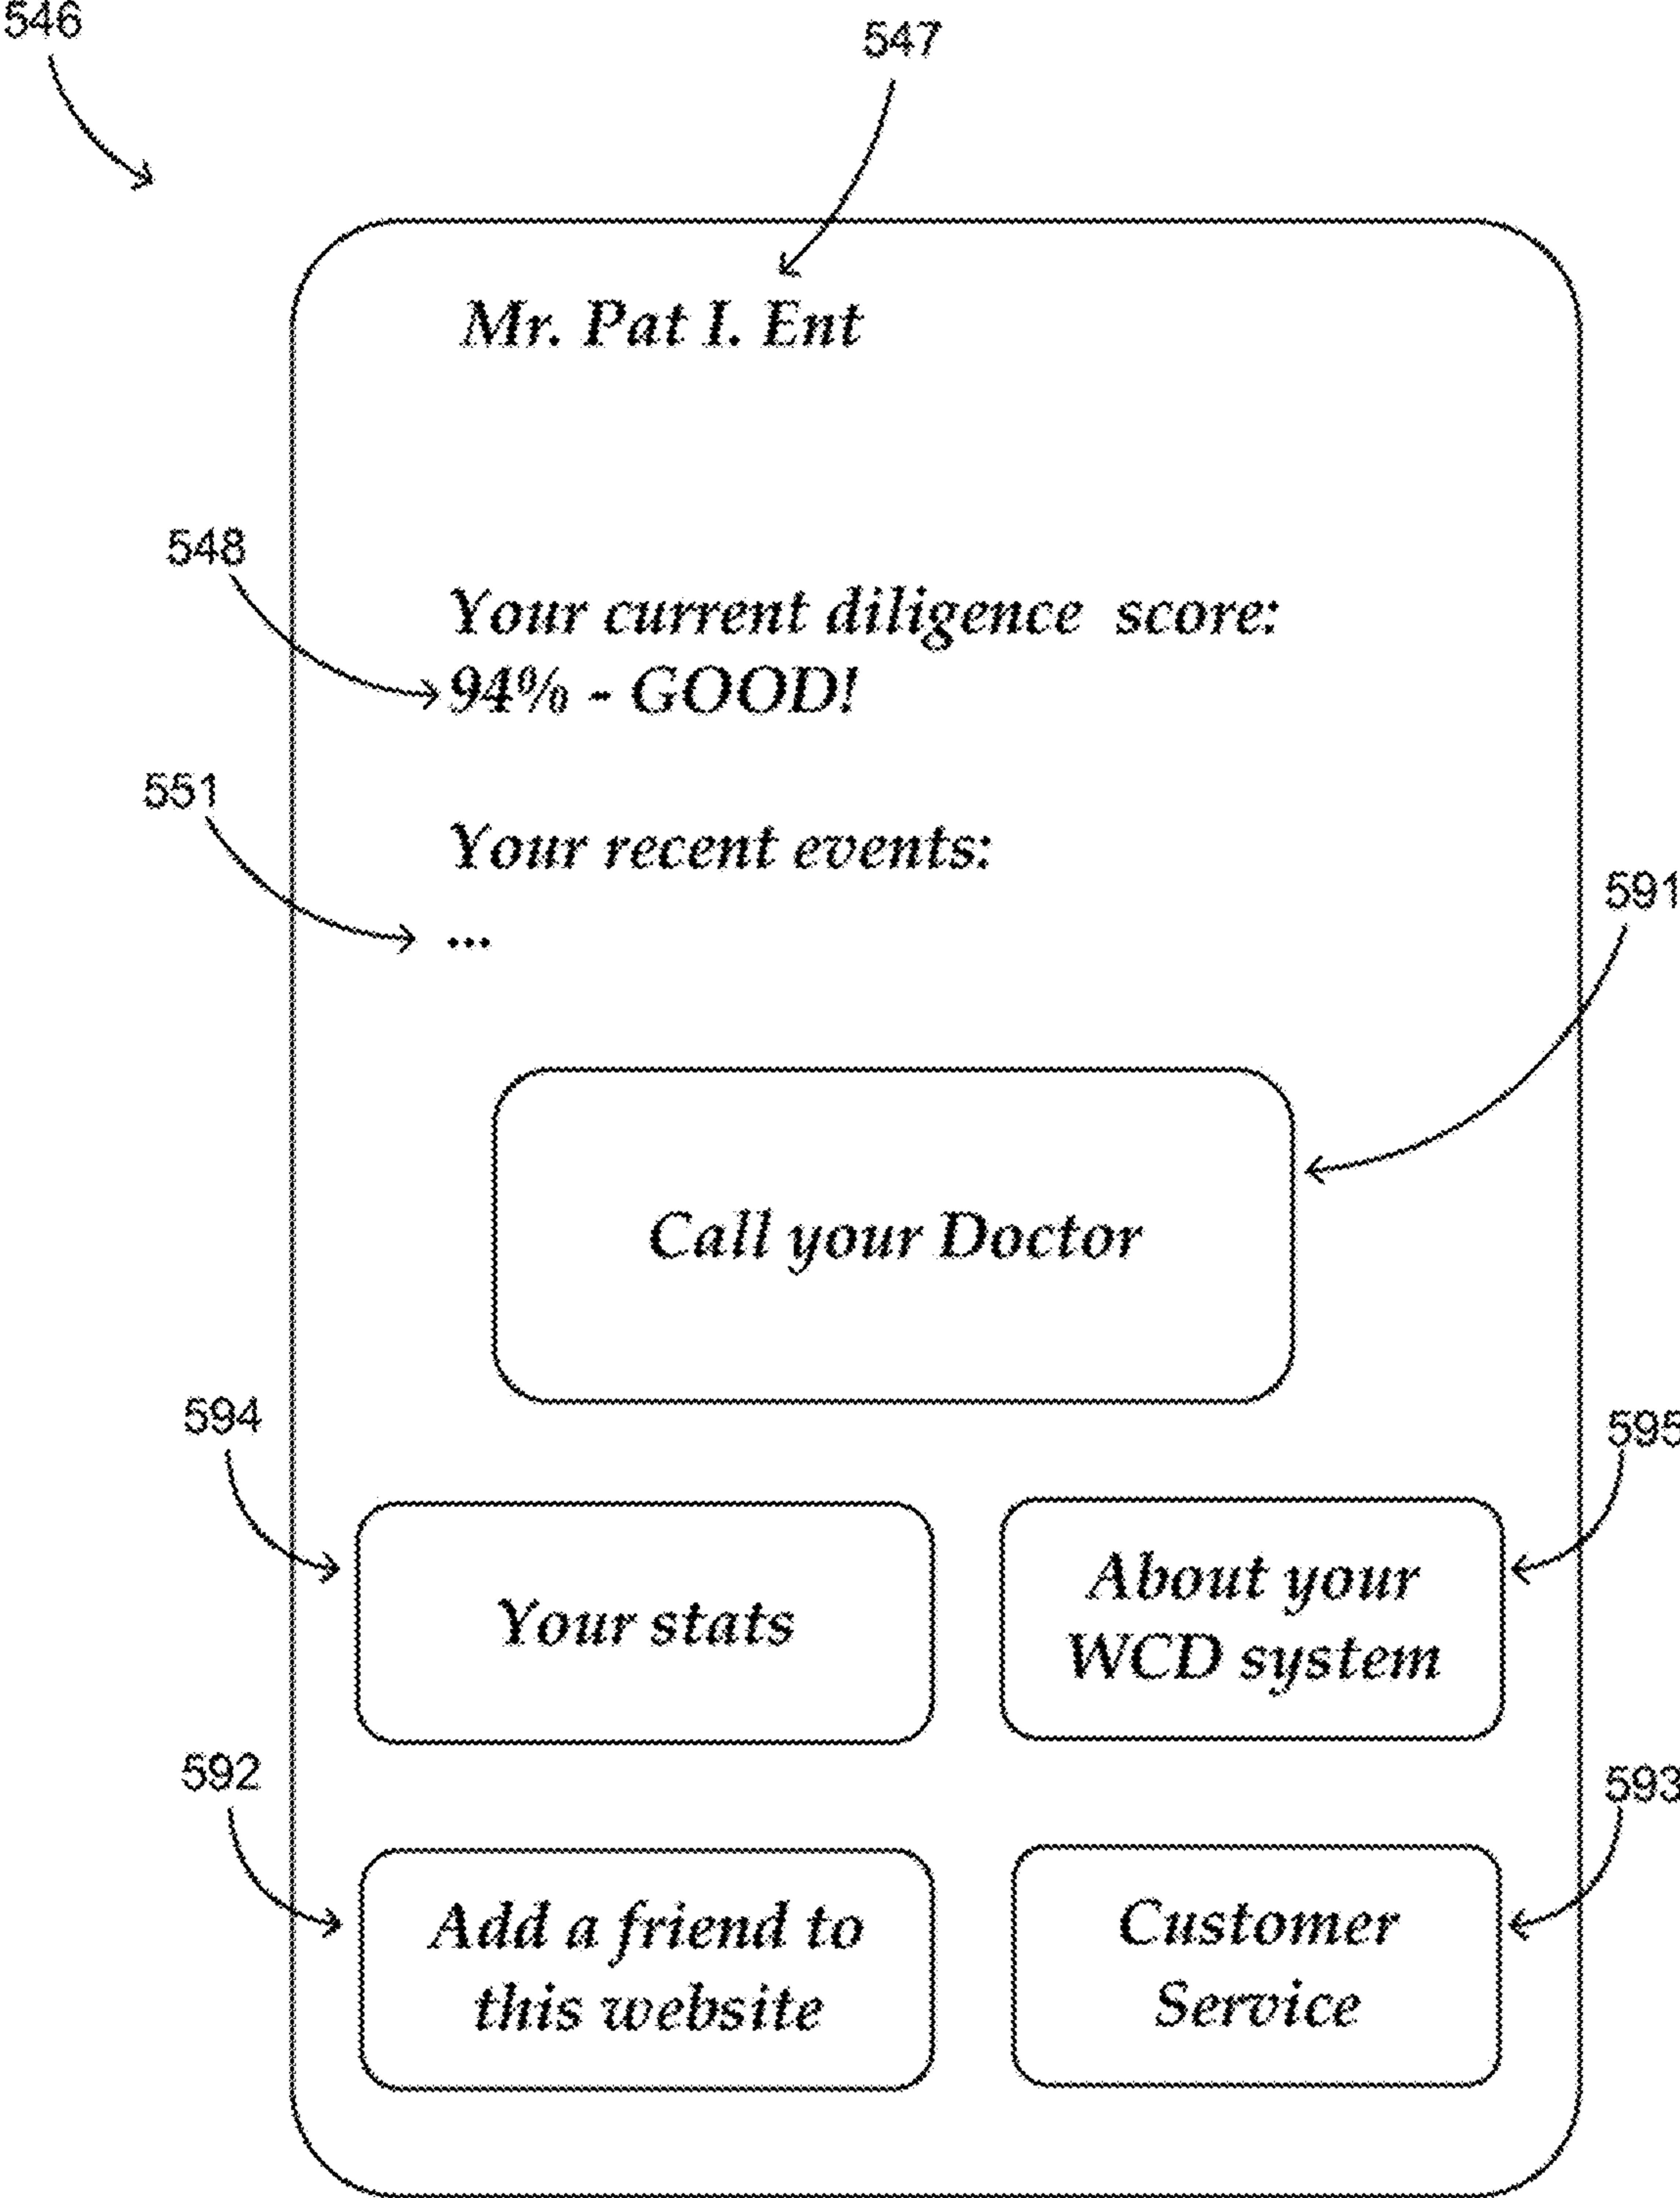 546
547
Mr. Pat I. Ent
548
Your current diligence score:
94% - GOOD!
551
Your recent events:
...
591
Call your Doctor
594
595
Your stats
About your
WCD system
592
593
Add a friend to
this website
Customer
Service